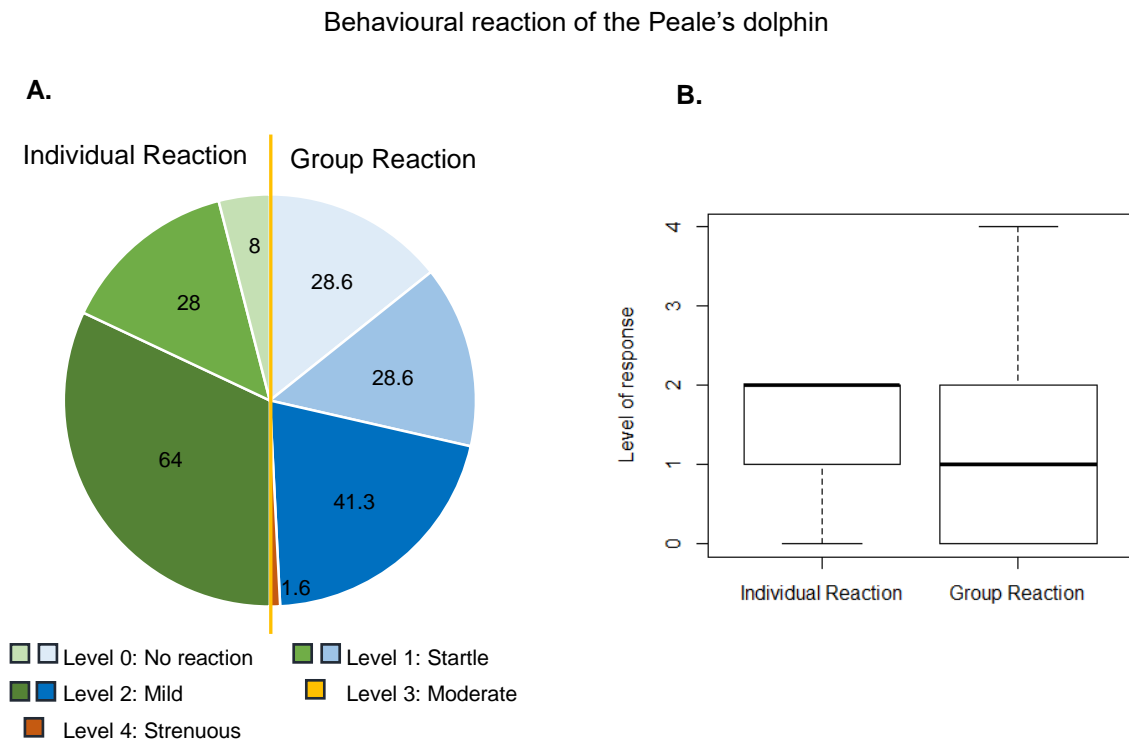 Behavioural reaction of the Peale's dolphin
A.
Individual Reaction
Group Reaction
8
28.6
28
28.6
64
41.3
1.6
Level 0: No reaction
Level 1: Startle
Level 2: Mild
Level 3: Moderate
Level 4: Strenuous
B.
Level of response
4
3
2
1
0
Individual Reaction
Group Reaction